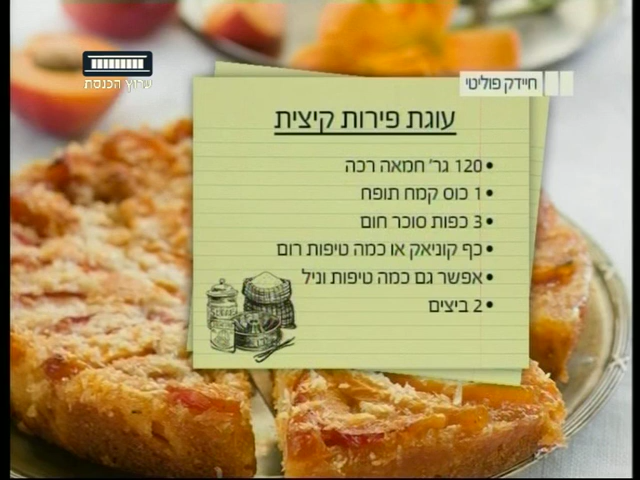 ערוץ הכנסת
חיידק פוליטי
עוגת פירות קיצית
•120 גר' חמאה רכה
•1 כוס קמח תופח
•3 כפות סוכר חום
•כף קוניאק או כמה טיפות רום
•אפשר גם כמה טיפות וניל
•2 ביצים